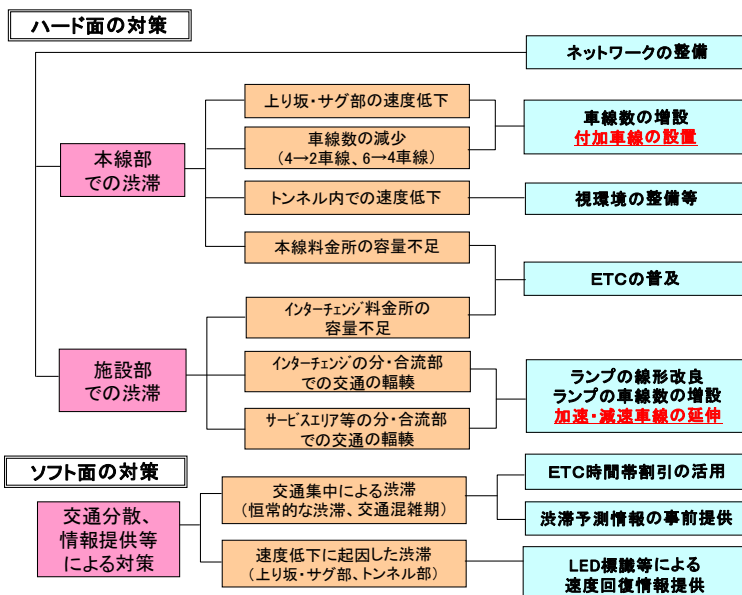 ハード面の対策
ネットワークの整備
上り坂・サグ部の速度低下
車線数の減少
(4→2車線、6→4車線)
車線数の増設
付加車線の設置
本線部
での渋滞
トンネル内での速度低下
視環境の整備等
本線料金所の容量不足
ETCの普及
インターチェンジ料金所の
容量不足
施設部
での渋滞
インターチェンジの分・合流部
での交通の輻輳
ランプの線形改良
ランプの車線数の増設
加速・減速車線の延伸
サービスエリア等の分・合流部
での交通の輻輳
ソフト面の対策
交通分散、
情報提供等
による対策
交通集中による渋滞
(恒常的な渋滞、交通混雑期)
ETC時間帯割引の活用
渋滞予測情報の事前提供
速度低下に起因した渋滞
(上り坂・サグ部、トンネル部)
LED標識等による
速度回復情報提供